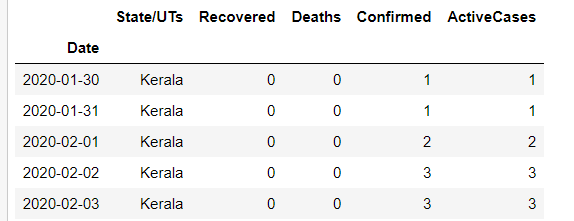 State/UTs Recovered Deaths Confirmed ActiveCases
Date
2020-01-30 Kerala 0 0 1 1
2020-01-31 Kerala 0 0 1 1
2020-02-01 Kerala 0 0 2 2
2020-02-02 Kerala 0 0 3 3
2020-02-03 Kerala 0 0 3 3